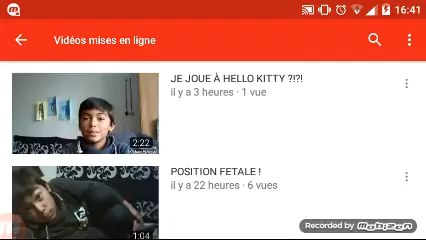 16:41
Vidéos mises en ligne
JE JOUE À HELLO KITTY ?!?!
il y a 3 heures · 1 vue
2:22
POSITION FETALE !
il y a 22 heures · 6 vues
1:04
Recorded by Mobizen